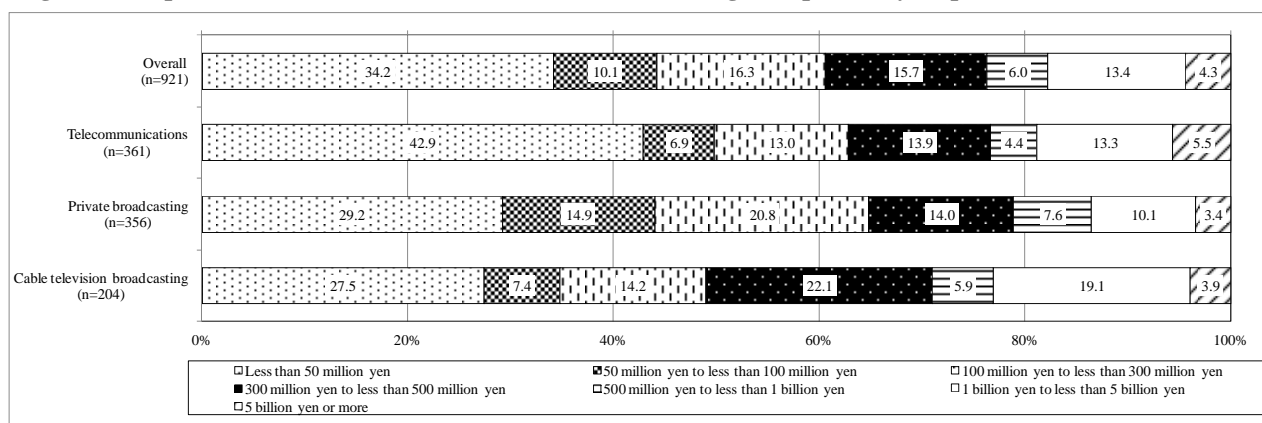 Overall
(n=921)
34.2 10.1 16.3 15.7 6.0 13.4 4.3
Telecommunications
(n=361)
42.9 6.9 13.0 13.9 4.4 13.3 5.5
Private broadcasting
(n=356)
29.2 14.9 20.8 14.0 7.6 10.1 3.4
Cable television broadcasting
(n=204)
27.5 7.4 14.2 22.1 5.9 19.1 3.9
0% 20% 40% 60% 80% 100%
Less than 50 million yen 50 million yen to less than 100 million yen 100 million yen to less than 300 million yen
300 million yen to less than 500 million yen 500 million yen to less than 1 billion yen 1 billion yen to less than 5 billion yen
5 billion yen or more